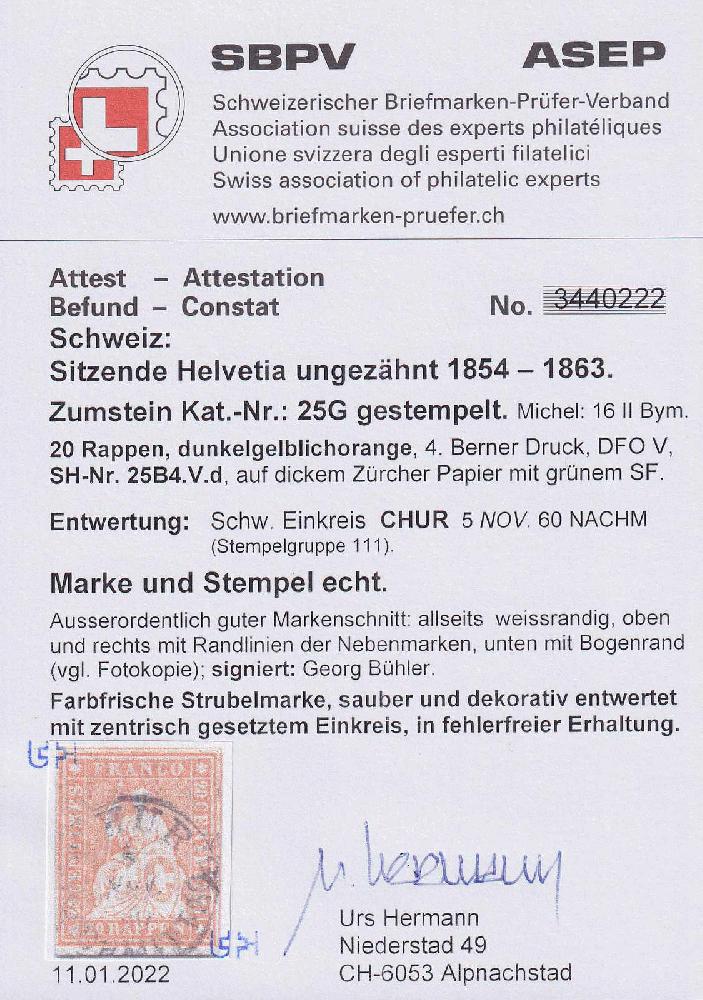 SBPV ASEP
Schweizerischer Briefmarken-Prüfer-Verband
Association suisse des experts philatéliques
Unione svizzera degli esperti filatelici
Swiss association of philatelic experts
www.briefmarken-pruefer.ch
Attest – Attestation
Befund – Constat No. 3440222
Schweiz:
Sitzende Helvetia ungezähnt 1854 – 1863.
Zumstein Kat.-Nr.: 25G gestempelt. Michel: 16 II Bym.
20 Rappen, dunkelgelblichorange, 4. Berner Druck, DFO V,
SH-Nr. 25B4.V.d, auf dickem Zürcher Papier mit grünem SF.
Entwertung: Schw. Einkreis CHUR 5 NOV. 60 NACHM
(Stempelgruppe 111).
Marke und Stempel echt.
Ausserordentlich guter Markenschnitt: allseits weissrandig, oben
und rechts mit Randlinien der Nebenmarken, unten mit Bogenrand
(vgl. Fotokopie); signiert: Georg Bühler.
Farbfrische Strubelmarke, sauber und dekorativ entwertet
mit zentrisch gesetztem Einkreis, in fehlerfreier Erhaltung.
FRANCO
RAPPEN
U. Hermann
Urs Hermann
Niederstad 49
11.01.2022 CH-6053 Alpnachstad